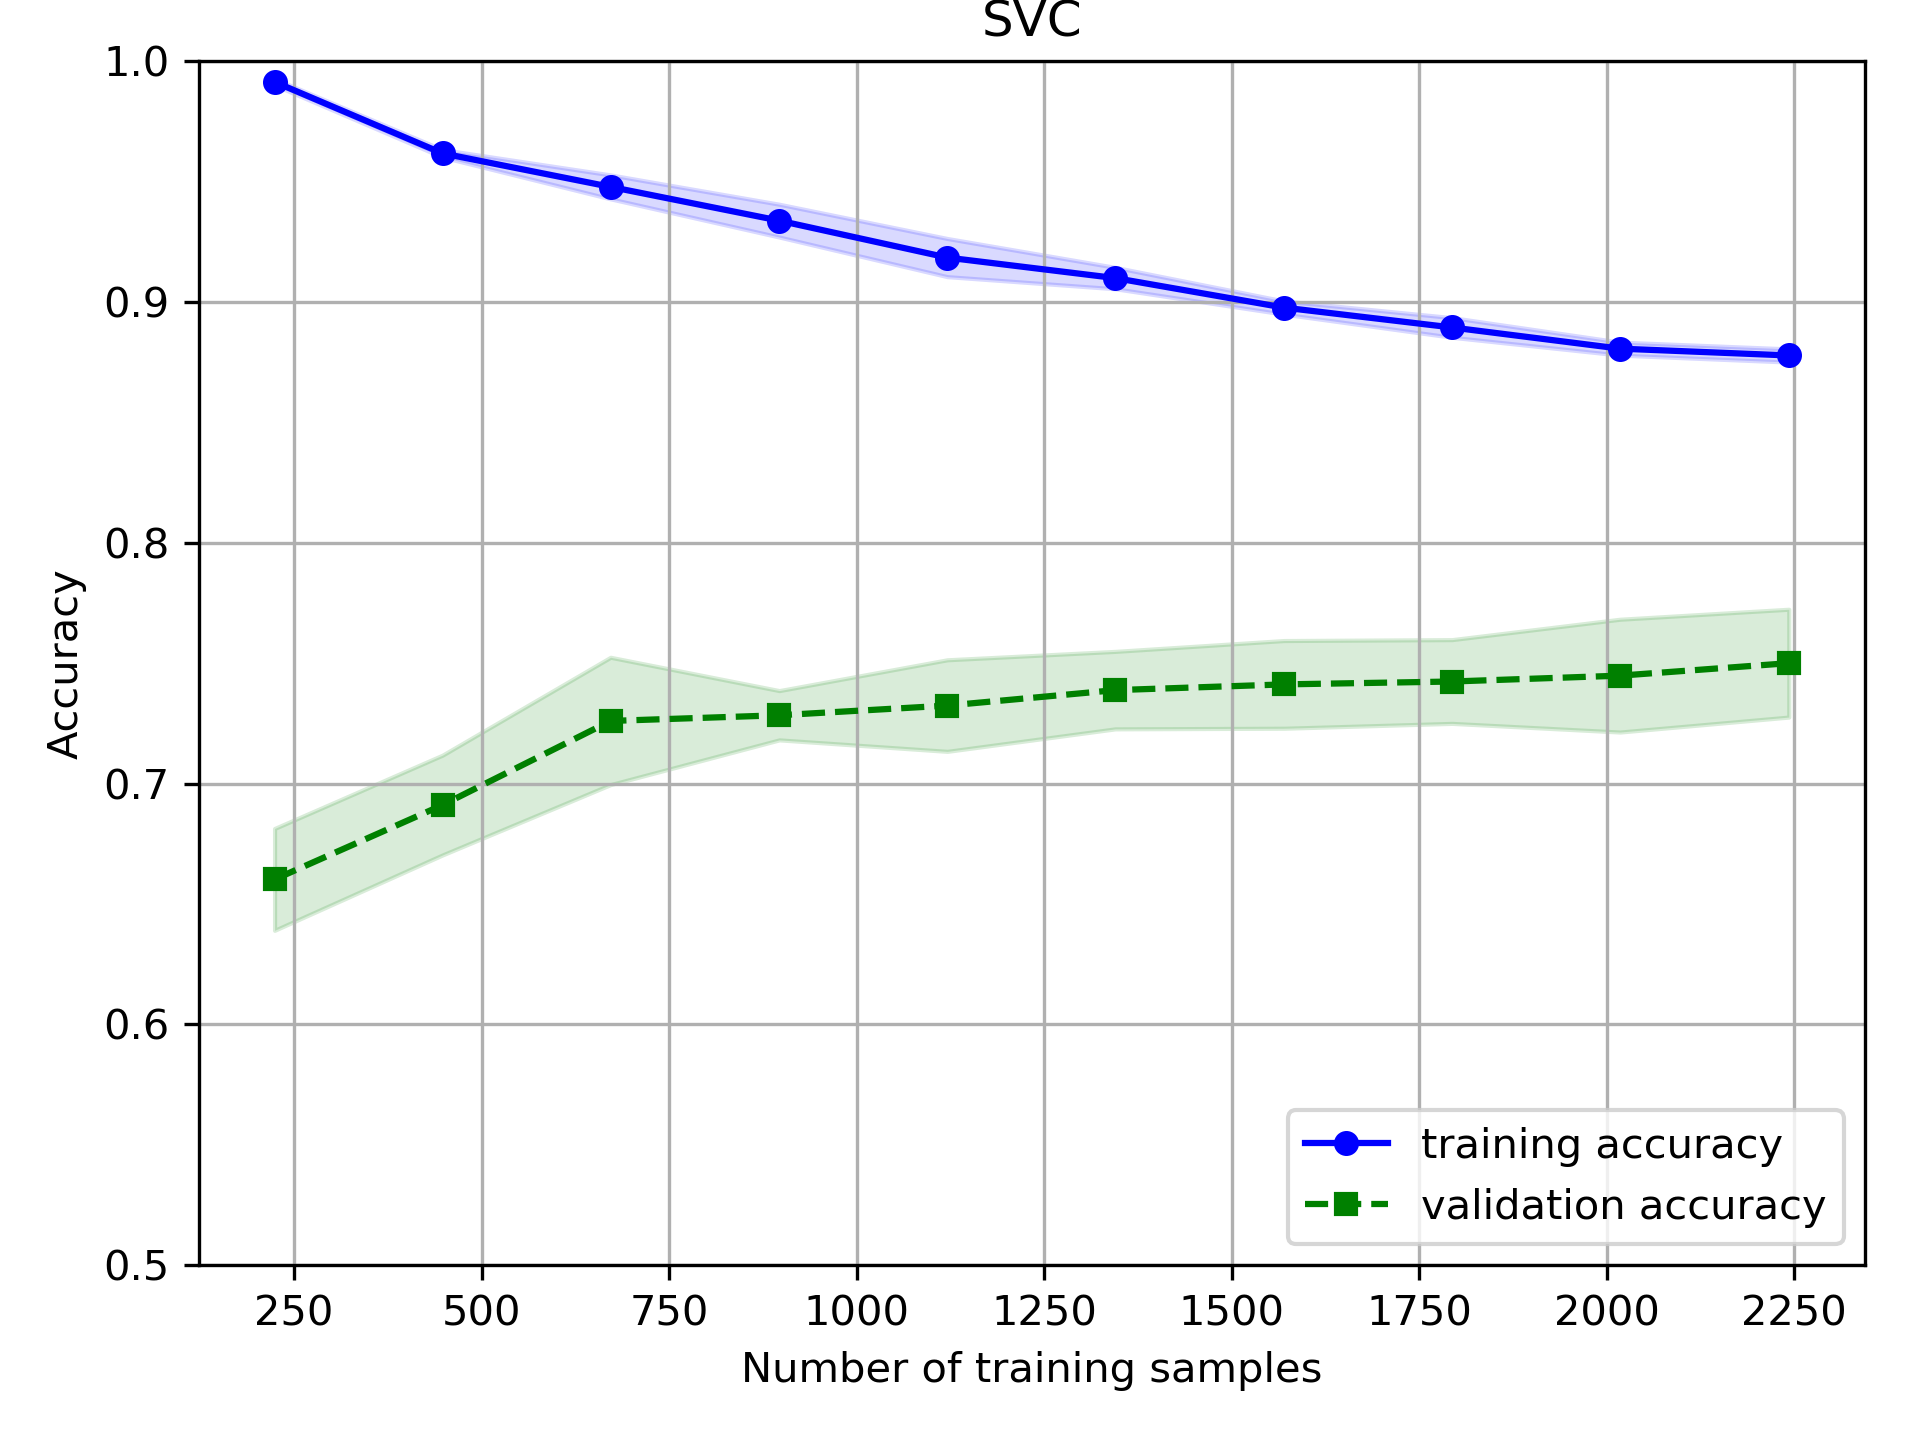 SVC
1.0
0.9
0.8
0.7
0.6
0.5
Accuracy
250 500 750 1000 1250 1500 1750 2000 2250
Number of training samples
training accuracy
validation accuracy